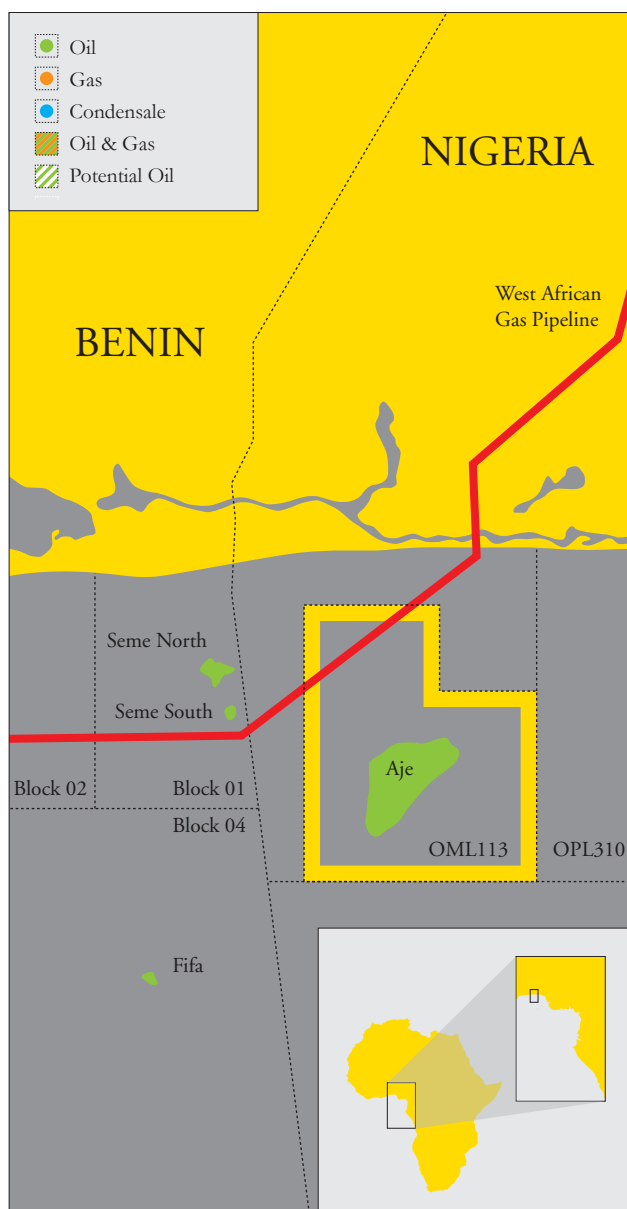 Oil
Gas
Condensale
Oil & Gas
Potential Oil
NIGERIA
West African
Gas Pipeline
BENIN
Seme North
Seme South
Aje
Block 02
Block 01
Block 04
OML113
OPL310
Fifa